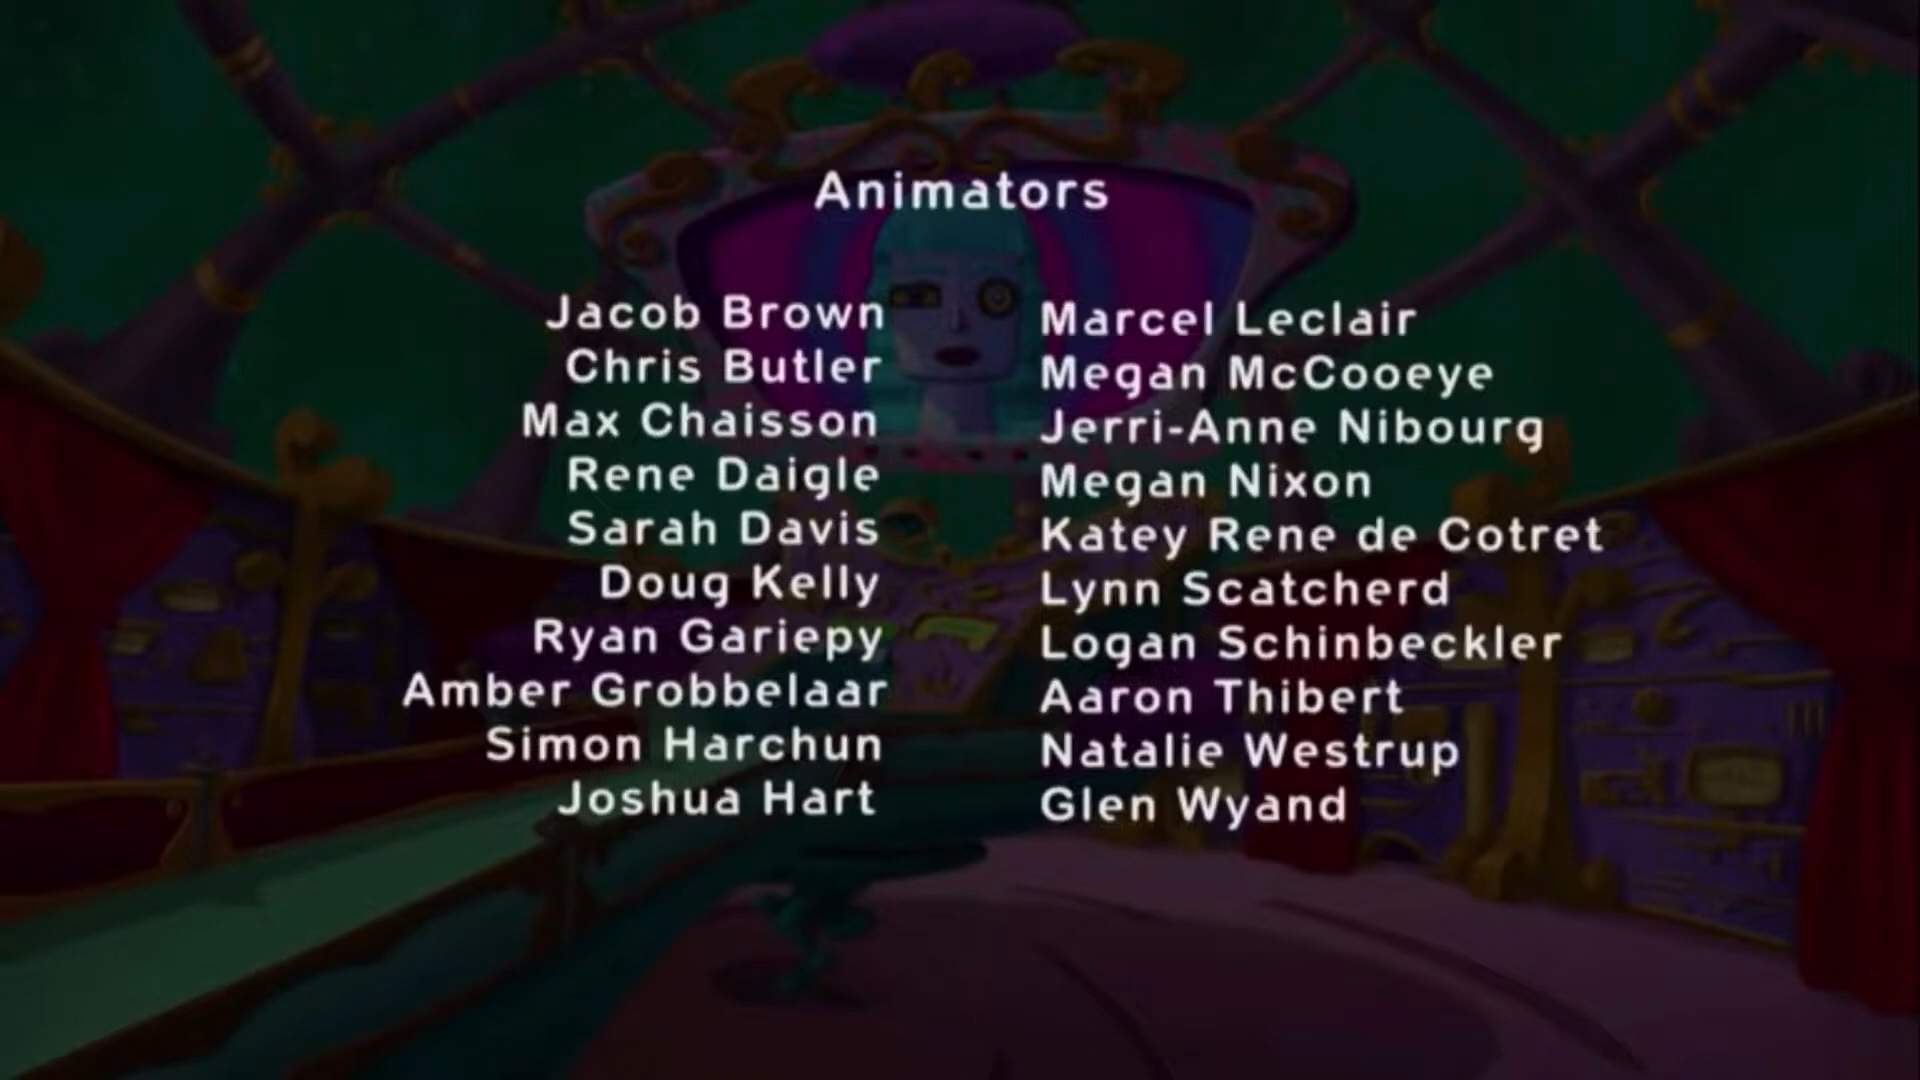 Animators
Jacob Brown
Chris Butler
Max Chaisson
Rene Daigle
Sarah Davis
Doug Kelly
Ryan Gariepy
Amber Grobbelaar
Simon Harchun
Joshua Hart
Marcel Leclair
Megan McCooeye
Jerri-Anne Nibourg
Megan Nixon
Katey Rene de Cotret
Lynn Scatcherd
Logan Schinbeckler
Aaron Thibert
Natalie Westrup
Glen Wyand